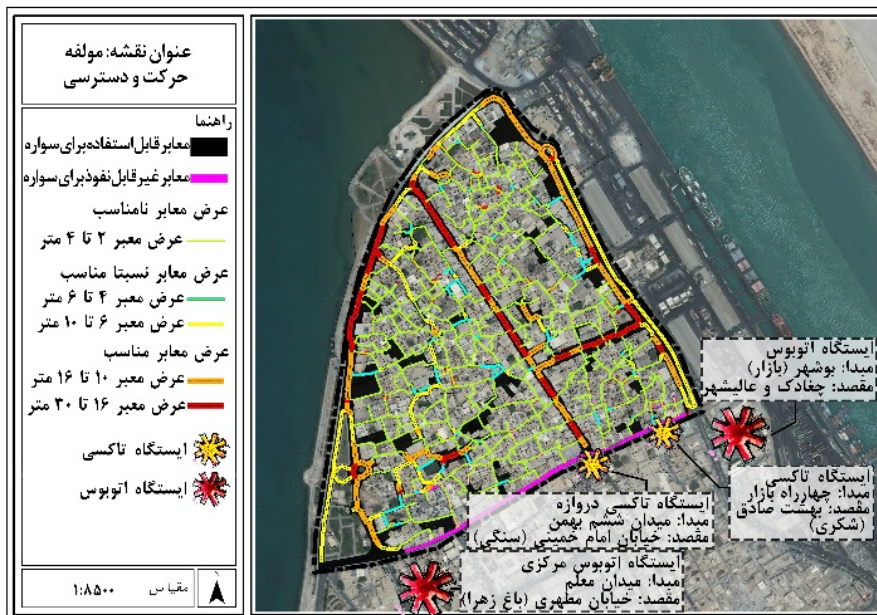 عنوان نقشه: مولفه
حرکت و دسترسی
راهنما
معابر قابل استفاده برای سواره
معابر غیر قابل نفوذ برای سواره
عرض معابر نامناسب
عرض معبر ۲ تا ۴ متر
عرض معابر نسبتا مناسب
عرض معبر ۴ تا ۶ متر
عرض معبر ۶ تا ۱۰ متر
عرض معابر مناسب
عرض معبر ۱۰ تا ۱۶ متر
عرض معبر ۱۶ تا ۳۰ متر
ایستگاه تاکسی
ایستگاه اتوبوس
مقیاس
۱:۸۵۰۰
ایستگاه اتوبوس
مبدا: بوشهر (بازار)
مقصد: چغادک و عالیشهر
ایستگاه تاکسی
مبدا: چهارراه بازار
مقصد: بهشت صادق
(شکری)
ایستگاه تاکسی دروازه
مبدا: میدان ششم بهمن
مقصد: خیابان امام خمینی (سنگی)
ایستگاه اتوبوس مرکزی
مبدا: میدان معلم
مقصد: خیابان مطهری (باغ زهرا)